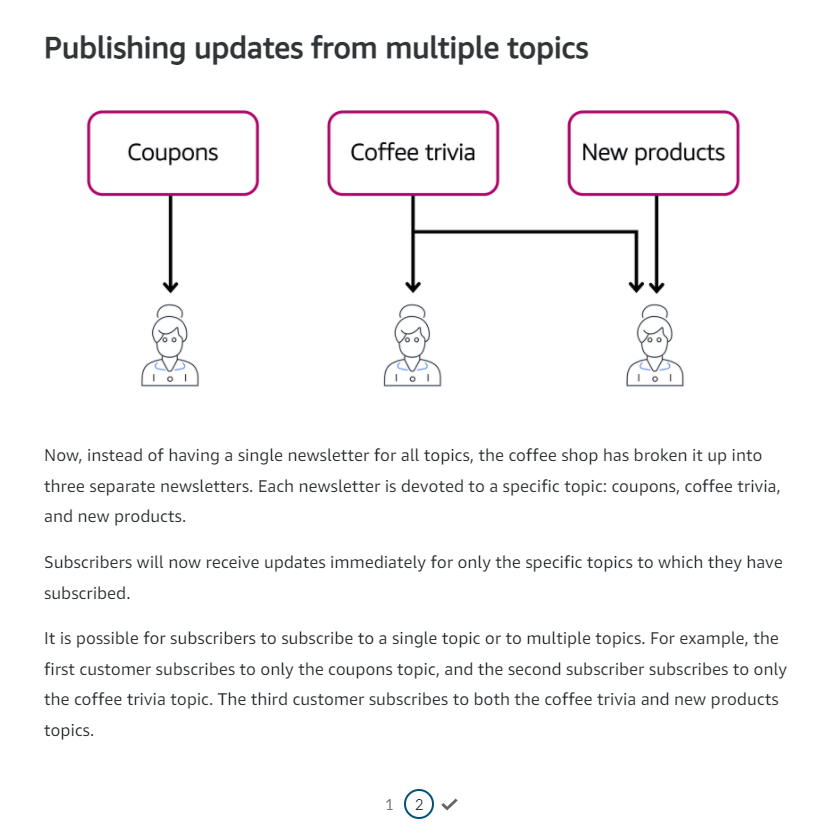 Publishing updates from multiple topics
Coupons
Coffee trivia
New products
Now, instead of having a single newsletter for all topics, the coffee shop has broken it up into
three separate newsletters. Each newsletter is devoted to a specific topic: coupons, coffee trivia,
and new products.
Subscribers will now receive updates immediately for only the specific topics to which they have
subscribed.
It is possible for subscribers to subscribe to a single topic or to multiple topics. For example, the
first customer subscribes to only the coupons topic, and the second subscriber subscribes to only
the coffee trivia topic. The third customer subscribes to both the coffee trivia and new products
topics.
1 2